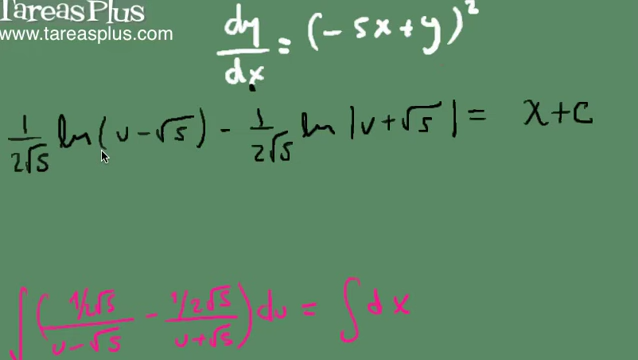 TareasPlus
www.tareasplus.com
dy/dx = (-5x+y)²
1/2√5 ln(u-√5) - 1/2√5 ln|u+√5| = x+c
∫(1/2√5/u-√5 - 1/2√5/u+√5)du = ∫dx